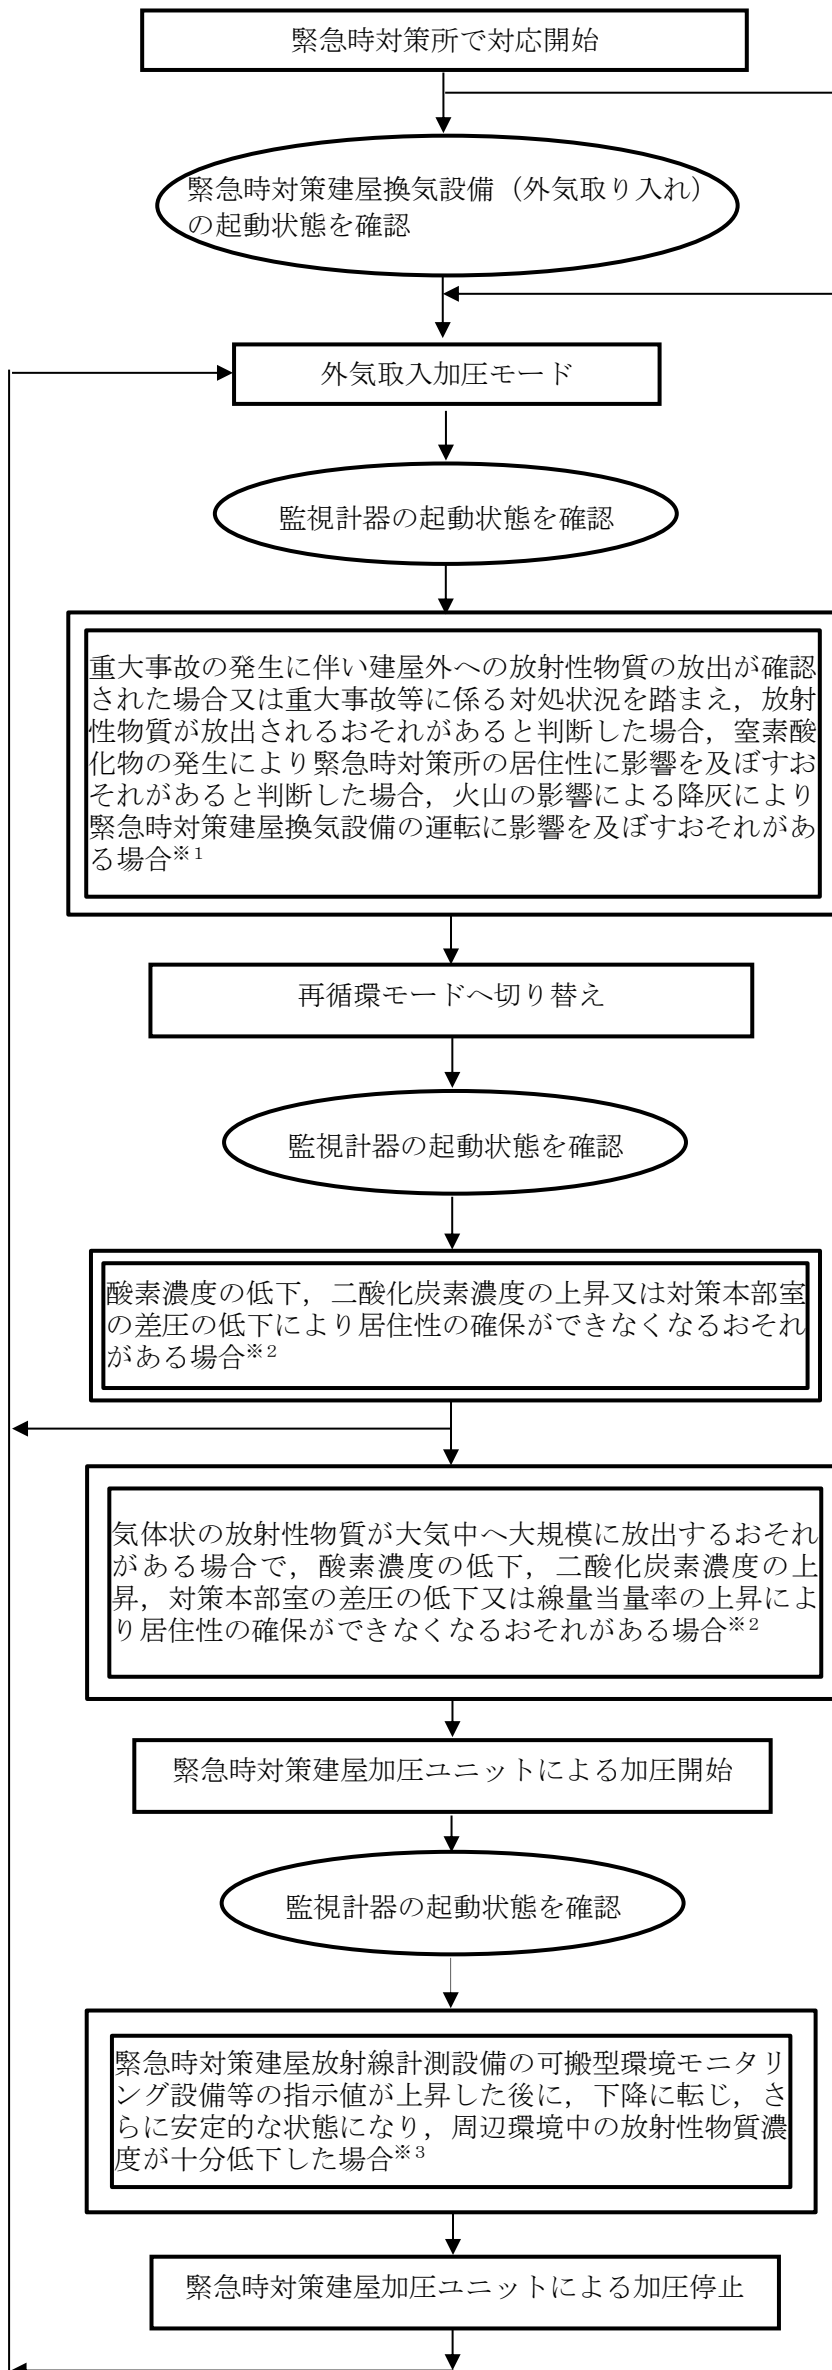 緊急時対策所で対応開始
緊急時対策建屋換気設備（外気取り入れ）
の起動状態を確認
外気取入加圧モード
監視計器の起動状態を確認
重大事故の発生に伴い建屋外への放射性物質の放出が確認
された場合又は重大事故等に係る対処状況を踏まえ，放射
性物質が放出されるおそれがあると判断した場合，窒素酸
化物の発生により緊急時対策所の居住性に影響を及ぼすお
それがあると判断した場合，火山の影響による降灰により
緊急時対策建屋換気設備の運転に影響を及ぼすおそれがあ
る場合※1
再循環モードへ切り替え
監視計器の起動状態を確認
酸素濃度の低下，二酸化炭素濃度の上昇又は対策本部室
の差圧の低下により居住性の確保ができなくなるおそれ
がある場合※2
気体状の放射性物質が大気中へ大規模に放出するおそれ
がある場合で，酸素濃度の低下，二酸化炭素濃度の上
昇，対策本部室の差圧の低下又は線量当量率の上昇によ
り居住性の確保ができなくなるおそれがある場合※2
緊急時対策建屋加圧ユニットによる加圧開始
監視計器の起動状態を確認
緊急時対策建屋放射線計測設備の可搬型環境モニタリ
ング設備等の指示値が上昇した後に，下降に転じ，さ
らに安定的な状態になり，周辺環境中の放射性物質濃
度が十分低下した場合※3
緊急時対策建屋加圧ユニットによる加圧停止